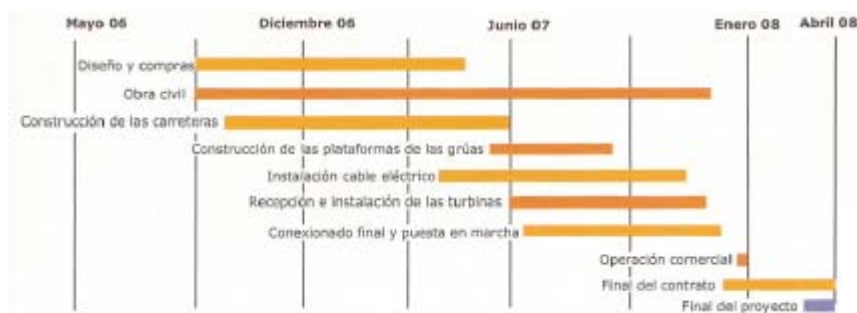 Mayo 06 Diciembre 06 Junio 07 Enero 08 Abril 08
Diseño y compras
Obra civil
Construcción de las carreteras
Construcción de las plataformas de las grúas
Instalación cable eléctrico
Recepcion e instalación de las turbinas
Conexionado final y puesta en marcha
Operación comercial
Final del contrato
Final del proyecto